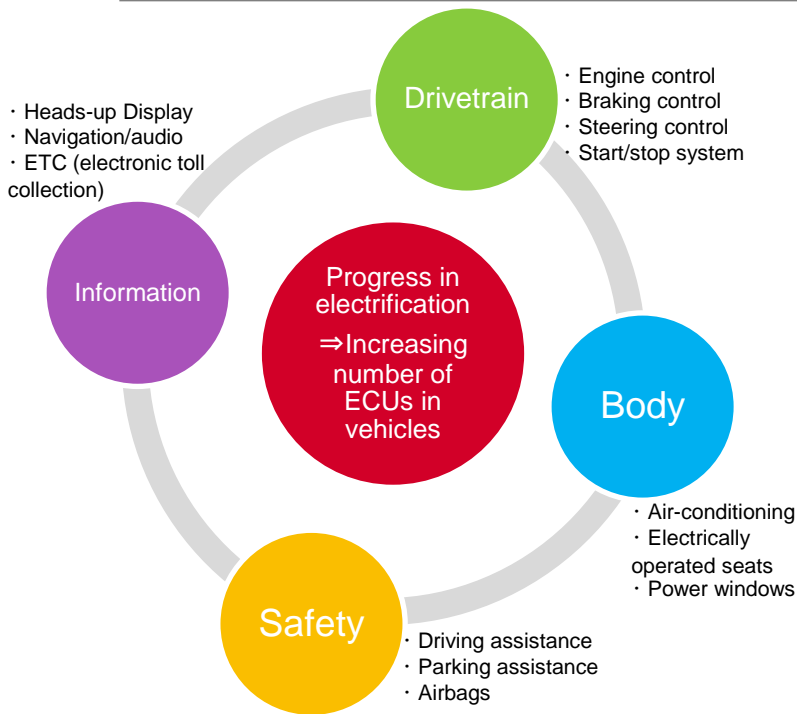 Drivetrain
・ Engine control
・ Braking control
・ Steering control
・ Start/stop system
・ Heads-up Display
・ Navigation/audio
・ ETC (electronic toll
collection)
Information
Progress in
electrification
⇒Increasing
number of
ECUs in
vehicles
Body
・ Air-conditioning
・ Electrically
operated seats
・ Power windows
Safety
・ Driving assistance
・ Parking assistance
・ Airbags